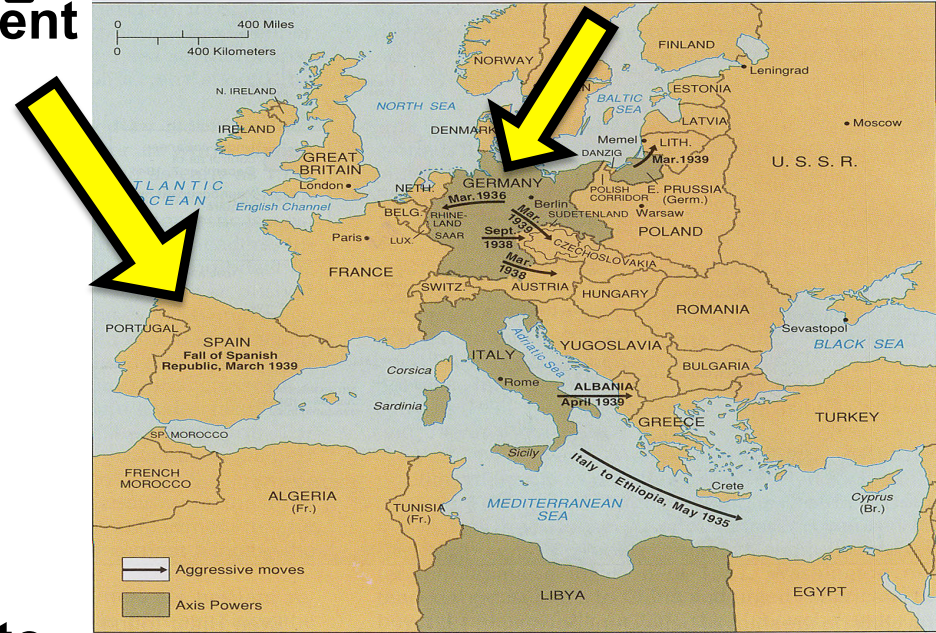 ent
0 400 Miles
0 400 Kilometers
NORWAY
FINLAND
Leningrad
ESTONIA
N. IRELAND
NORTH SEA
BALTIC
SEA
LATVIA
Moscow
IRELAND
DENMARK
Memel
LITH.
DANZIG
Mar.1939
U. S. S. R.
GREAT
BRITAIN
London
TLANTIC
CEAN
English Channel
NETH.
GERMANY
Mar. 1936
Berlin
POLISH
CORRIDOR
E. PRUSSIA
(Germ.)
BELG.
RHINE-
LAND
SAAR
SUDETENLAND
Warsaw
POLAND
Mar.
1939
Sept.
1938
CZECHOSLOVAKIA
Paris
LUX.
Mar.
1938
FRANCE
SWITZ.
AUSTRIA
HUNGARY
ROMANIA
Sevastopol
BLACK SEA
PORTUGAL
SPAIN
Fall of Spanish
Republic, March 1939
ITALY
Adriatic Sea
YUGOSLAVIA
BULGARIA
Corsica
Rome
ALBANIA
April 1939
Sardinia
GREECE
TURKEY
SP. MOROCCO
Sicily
Italy to Ethiopia, May 1935
FRENCH
MOROCCO
ALGERIA
(Fr.)
TUNISIA
(Fr.)
MEDITERRANEAN
SEA
Crete
Cyprus
(Br.)
Aggressive moves
Axis Powers
LIBYA
EGYPT